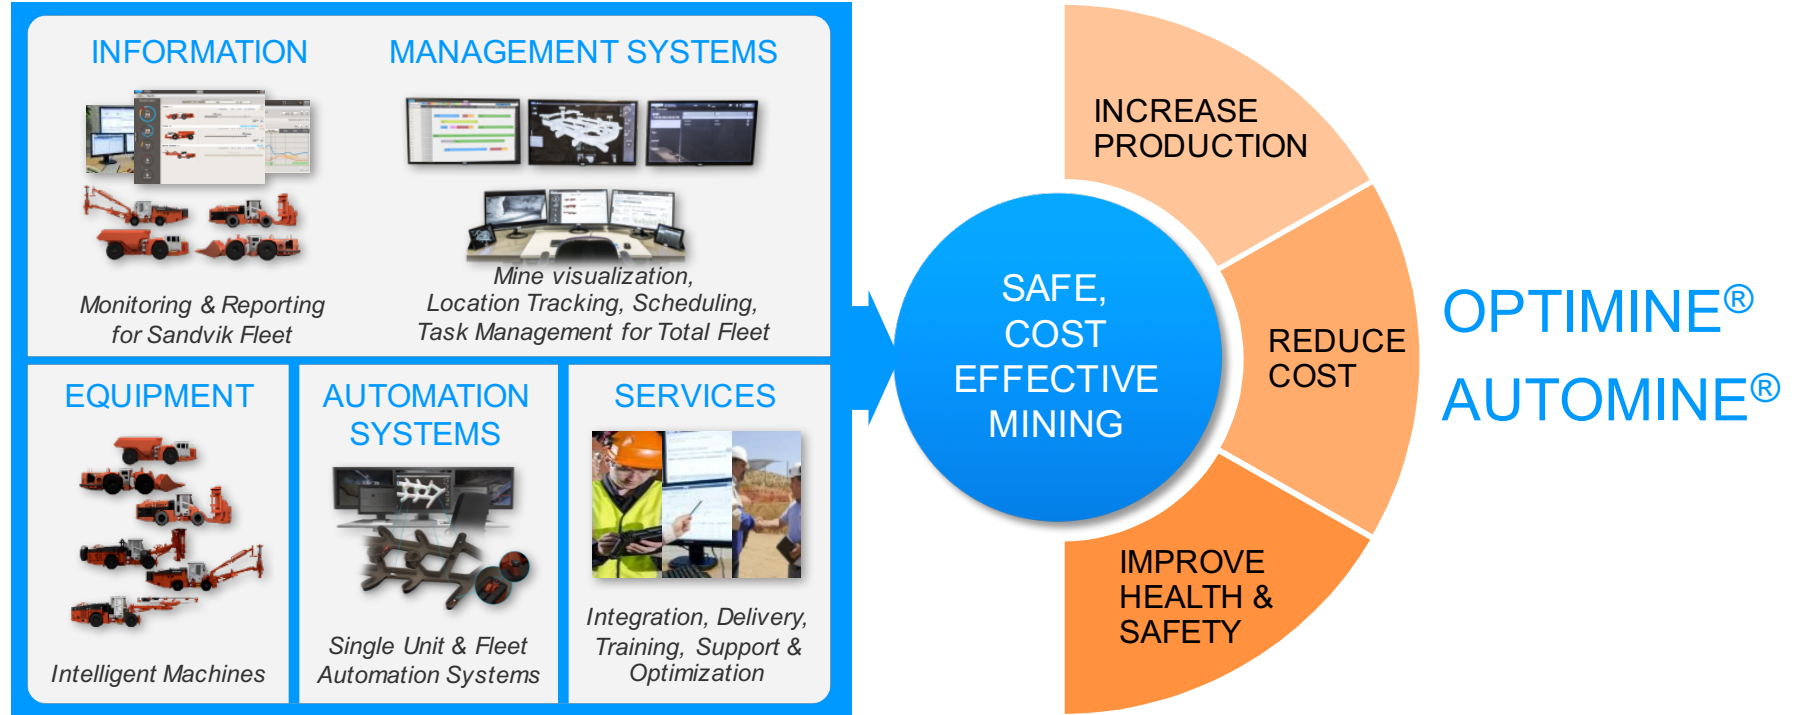 INFORMATION
Monitoring & Reporting
for Sandvik Fleet
MANAGEMENT SYSTEMS
Mine visualization,
Location Tracking, Scheduling,
Task Management for Total Fleet
EQUIPMENT
Intelligent Machines
AUTOMATION
SYSTEMS
Single Unit & Fleet
Automation Systems
SERVICES
Integration, Delivery,
Training, Support &
Optimization
SAFE,
COST
EFFECTIVE
MINING
INCREASE
PRODUCTION
REDUCE
COST
IMPROVE
HEALTH &
SAFETY
OPTIMINE®
AUTOMINE®